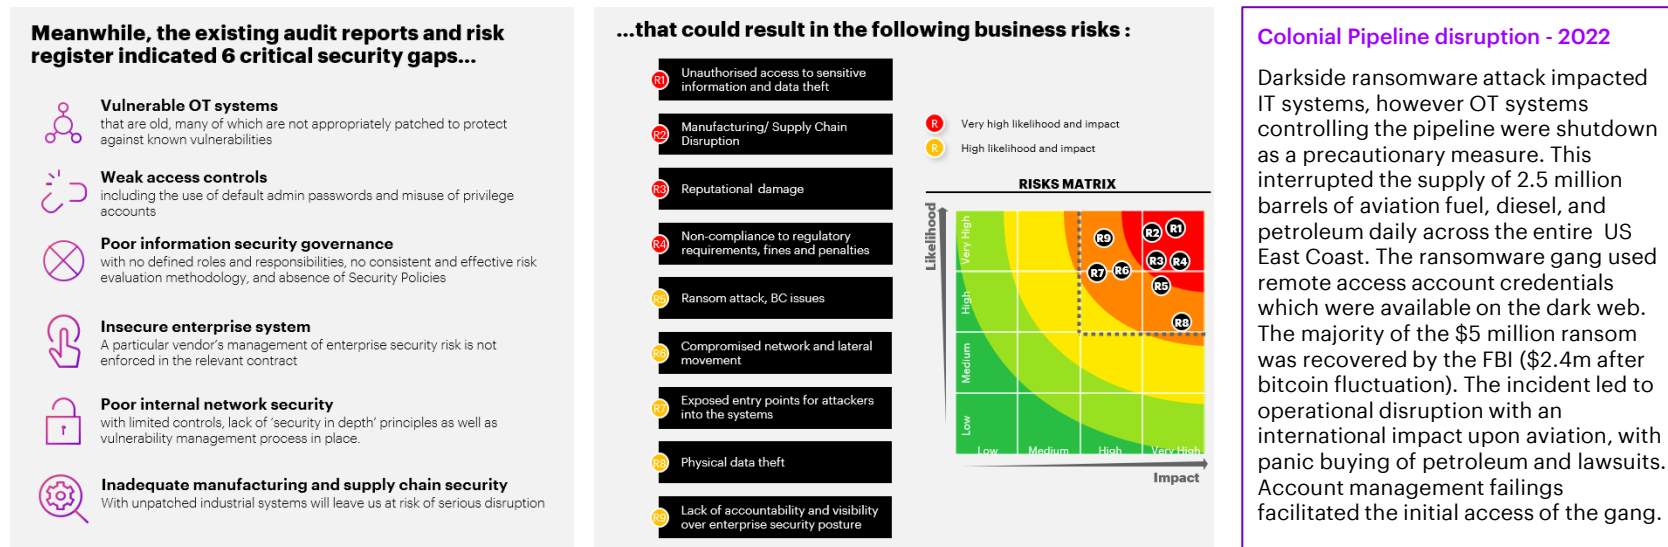 Meanwhile, the existing audit reports and risk
register indicated 6 critical security gaps...
Vulnerable OT systems
that are old, many of which are not appropriately patched to protect
against known vulnerabilities
Weak access controls
including the use of default admin passwords and misuse of privilege
accounts
Poor information security governance
with no defined roles and responsibilities, no consistent and effective risk
evaluation methodology, and absence of Security Policies
Insecure enterprise system
A particular vendor's management of enterprise security risk is not
enforced in the relevant contract
Poor internal network security
with limited controls, lack of 'security in depth' principles as well as
vulnerability management process in place.
Inadequate manufacturing and supply chain security
With unpatched industrial systems will leave us at risk of serious disruption
...that could result in the following business risks :
R1
Unauthorised access to sensitive
information and data theft
R2
Manufacturing/ Supply Chain
Disruption
R3
Reputational damage
R4
Non-compliance to regulatory
requirements, fines and penalties
R5
Ransom attack, BC issues
R6
Compromised network and lateral
movement
R7
Exposed entry points for attackers
into the systems
R8
Physical data theft
R9
Lack of accountability and visibility
over enterprise security posture
R
Very high likelihood and impact
R
High likelihood and impact
RISKS MATRIX
Likelihood
Very High
High
Medium
Low
R9
R2
R1
R7
R6
R3
R4
R5
R8
Low
Medium
High
Very High
Impact
Colonial Pipeline disruption - 2022
Darkside ransomware attack impacted
IT systems, however OT systems
controlling the pipeline were shutdown
as a precautionary measure. This
interrupted the supply of 2.5 million
barrels of aviation fuel, diesel, and
petroleum daily across the entire US
East Coast. The ransomware gang used
remote access account credentials
which were available on the dark web.
The majority of the $5 million ransom
was recovered by the FBI ($2.4m after
bitcoin fluctuation). The incident led to
operational disruption with an
international impact upon aviation, with
panic buying of petroleum and lawsuits.
Account management failings
facilitated the initial access of the gang.